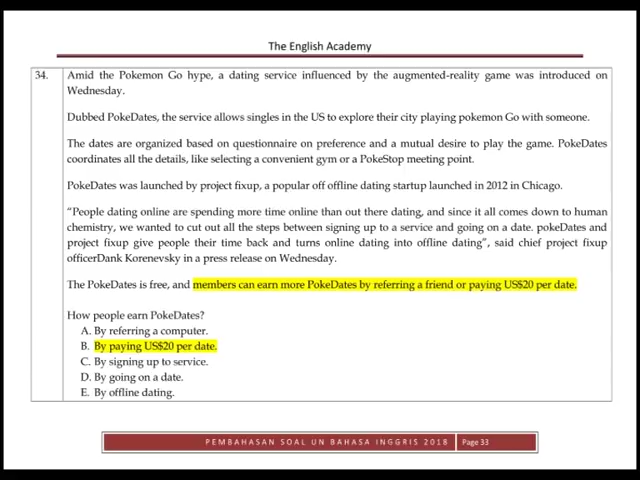 The English Academy
34. Amid the Pokemon Go hype, a dating service influenced by the augmented-reality game was introduced on
Wednesday.
Dubbed PokeDates, the service allows singles in the US to explore their city playing pokemon Go with someone.
The dates are organized based on questionnaire on preference and a mutual desire to play the game. PokeDates
coordinates all the details, like selecting a convenient gym or a PokeStop meeting point.
PokeDates was launched by project fixup, a popular off offline dating startup launched in 2012 in Chicago.
“People dating online are spending more time online than out there dating, and since it all comes down to human
chemistry, we wanted to cut out all the steps between signing up to a service and going on a date. pokeDates and
project fixup give people their time back and turns online dating into offline dating”, said chief project fixup
officerDank Korenevsky in a press release on Wednesday.
The PokeDates is free, and members can earn more PokeDates by referring a friend or paying US$20 per date.
How people earn PokeDates?
A. By referring a computer.
B. By paying US$20 per date.
C. By signing up to service.
D. By going on a date.
E. By offline dating.
PEMBAHASAN SOAL UN BAHASA INGGRIS 2018 Page 33